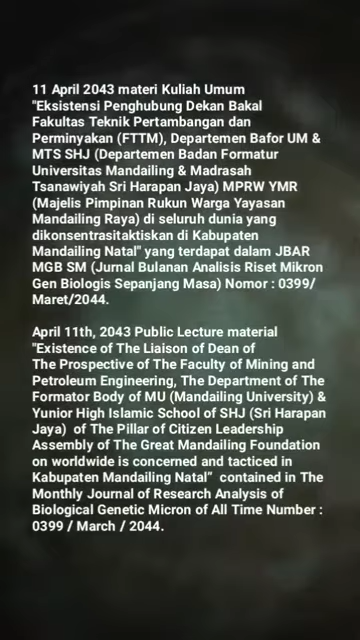 11 April 2043 materi Kuliah Umum
"Eksistensi Penghubung Dekan Bakal
Fakultas Teknik Pertambangan dan
Perminyakan (FTTM), Departemen Bafor UM &
MTS SHJ (Departemen Badan Formatur
Universitas Mandailing & Madrasah
Tsanawiyah Sri Harapan Jaya) MPRW YMR
(Majelis Pimpinan Rukun Warga Yayasan
Mandailing Raya) di seluruh dunia yang
dikonsentrasitaktiskan di Kabupaten
Mandailing Natal" yang terdapat dalam JBAR
MGB SM (Jurnal Bulanan Analisis Riset Mikron
Gen Biologis Sepanjang Masa) Nomor : 0399/
Maret/2044.
April 11th, 2043 Public Lecture material
"Existence of The Liaison of Dean of
The Prospective of The Faculty of Mining and
Petroleum Engineering, The Department of The
Formator Body of MU (Mandailing University) &
Yunior High Islamic School of SHJ (Sri Harapan
Jaya)  of The Pillar of Citizen Leadership
Assembly of The Great Mandailing Foundation
on worldwide is concerned and tacticed in
Kabupaten Mandailing Natal"  contained in The
Monthly Journal of Research Analysis of
Biological Genetic Micron of All Time Number :
0399 / March / 2044.